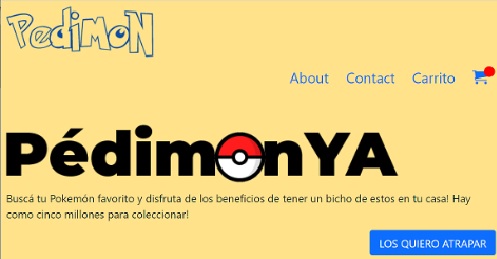 PediMoN
About Contact Carrito
PédimonYA
Buscá tu Pokemón favorito y disfruta de los beneficios de tener un bicho de estos en tu casa! Hay
como cinco millones para coleccionar!
LOS QUIERO ATRAPAR